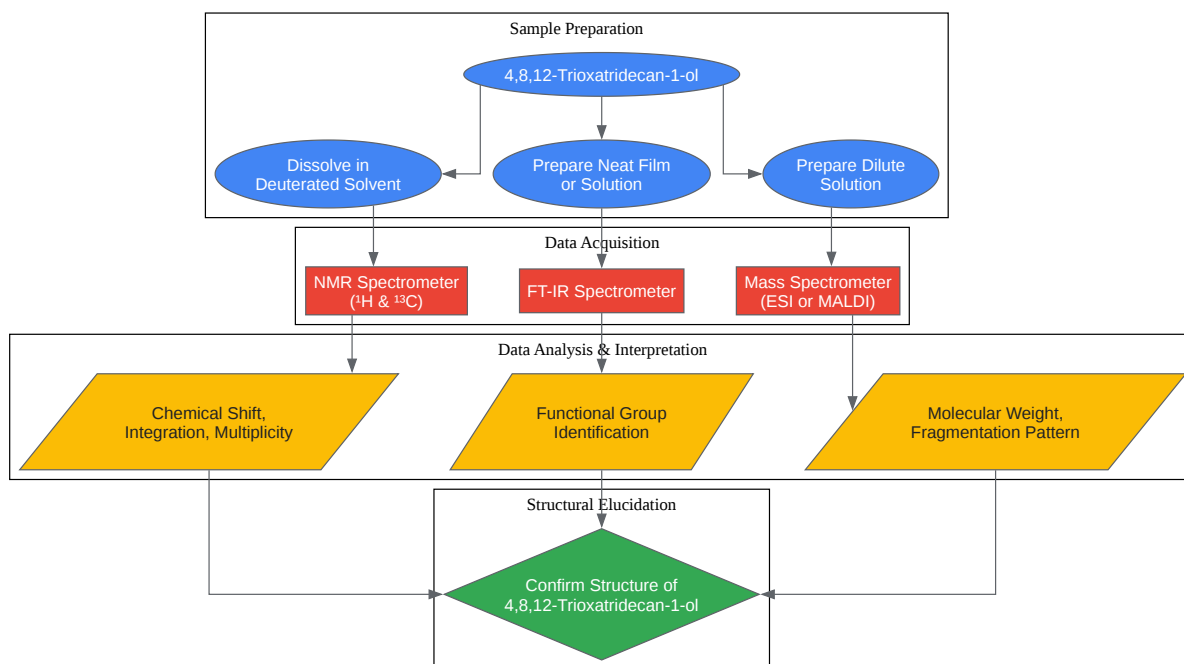 Sample Preparation
4,8,12-Trioxatridecan-1-ol
Dissolve in
Deuterated Solvent
Prepare Neat Film
or Solution
Prepare Dilute
Solution
Data Acquisition
NMR Spectrometer
(¹H & ¹³C)
FT-IR Spectrometer
Mass Spectrometer
(ESI or MALDI)
Data Analysis & Interpretation
Chemical Shift,
Integration, Multiplicity
Functional Group
Identification
Molecular Weight,
Fragmentation Pattern
Structural Elucidation
Confirm Structure of
4,8,12-Trioxatridecan-1-ol